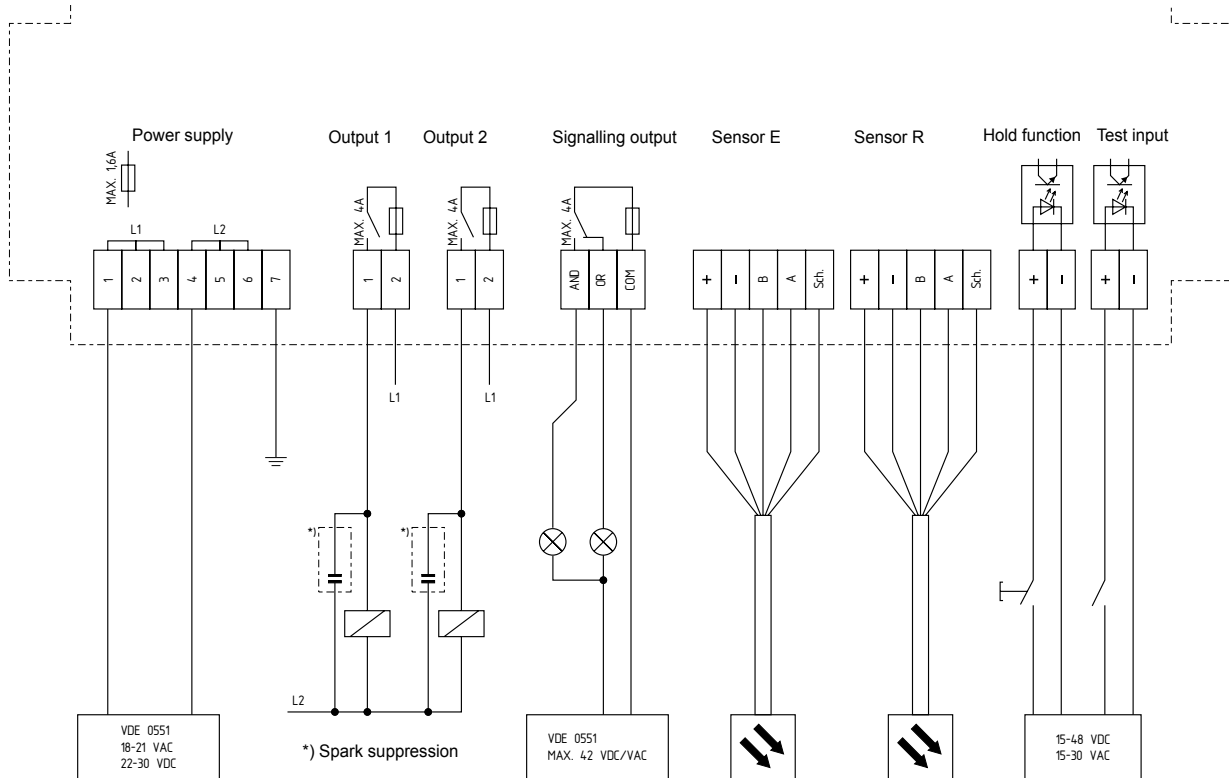 Power supply
Output 1
Output 2
Signalling output
Sensor E
Sensor R
Hold function
Test input
MAX. 1,6A
MAX. 4A
MAX. 4A
MAX. 4A
L1
L2
1 2 3 4 5 6 7
1 2
1 2
AND OR COM
+ − B A Sch.
+ − B A Sch.
+ −
+ −
L1
L1
*)
*)
L2
VDE 0551
18-21 VAC
22-30 VDC
*) Spark suppression
VDE 0551
MAX. 42 VDC/VAC
15-48 VDC
15-30 VAC